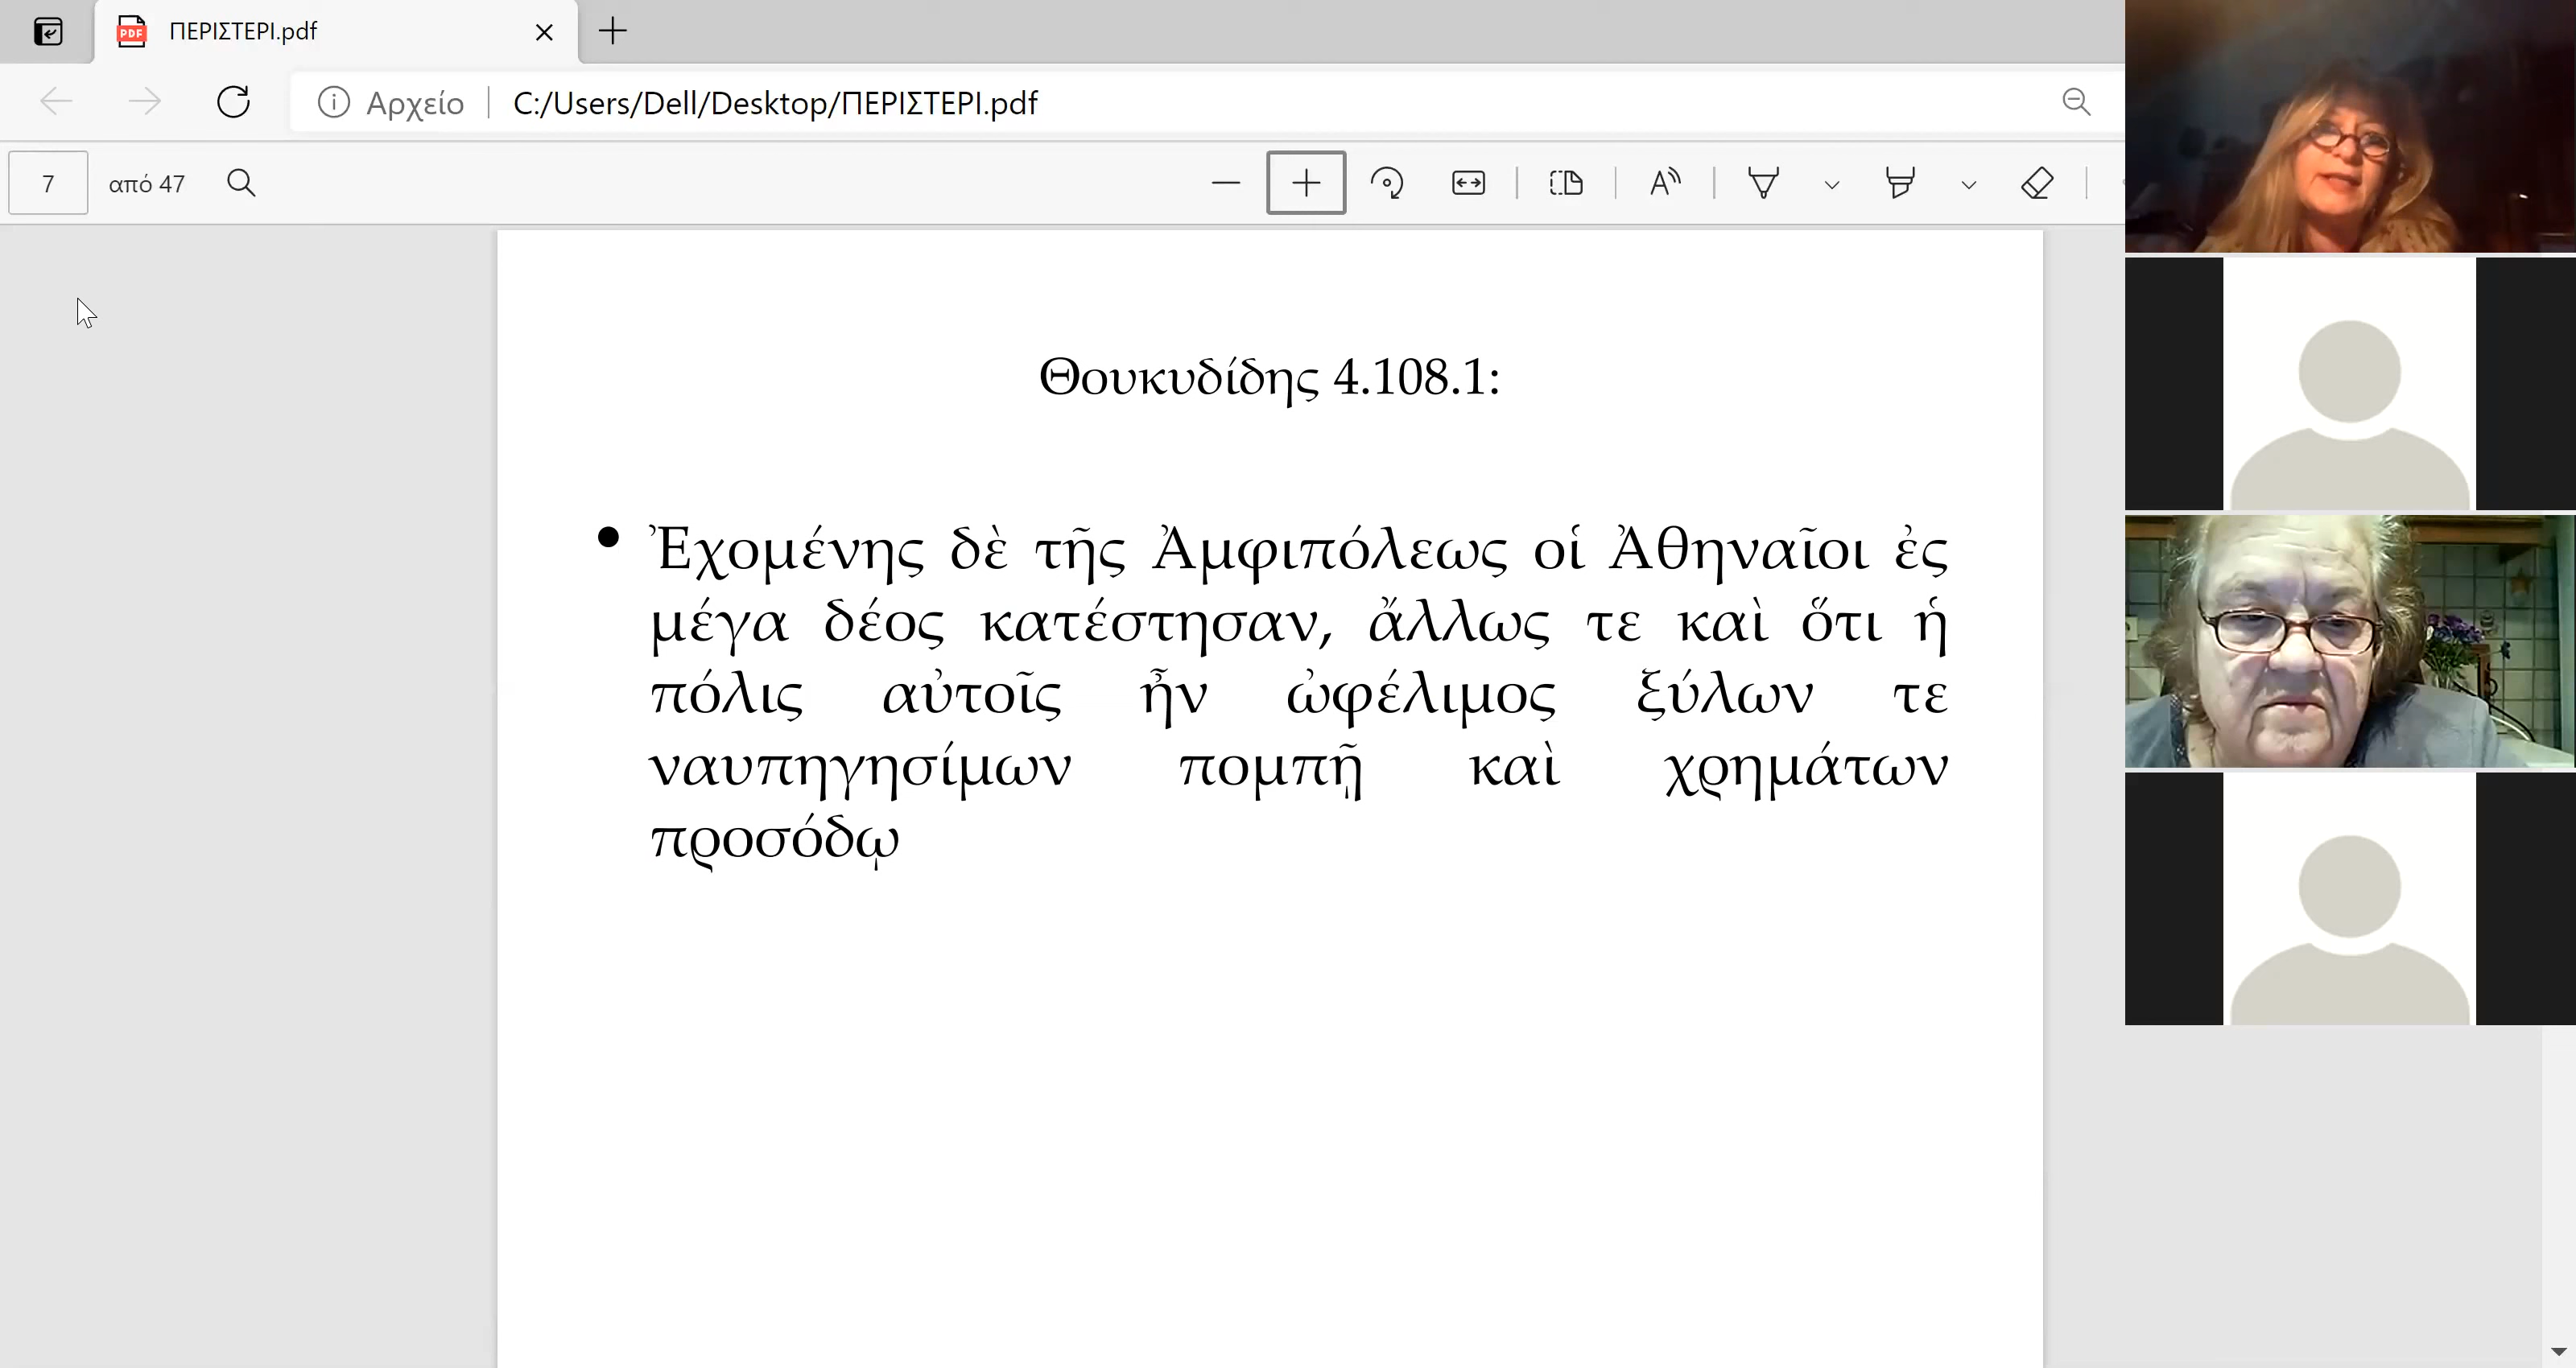 ΠΕΡΙΣΤΕΡΙ.pdf
Αρχείο C:/Users/Dell/Desktop/ΠΕΡΙΣΤΕΡΙ.pdf
7 από 47
Θουκυδίδης 4.108.1:
• Ἐχομένης δὲ τῆς Ἀμφιπόλεως οἱ Ἀθηναῖοι ἐς
μέγα δέος κατέστησαν, ἄλλως τε καὶ ὅτι ἡ
πόλις αὐτοῖς ἦν ὠφέλιμος ξύλων τε
ναυπηγησίμων πομπῇ καὶ χρημάτων
προσόδῳ